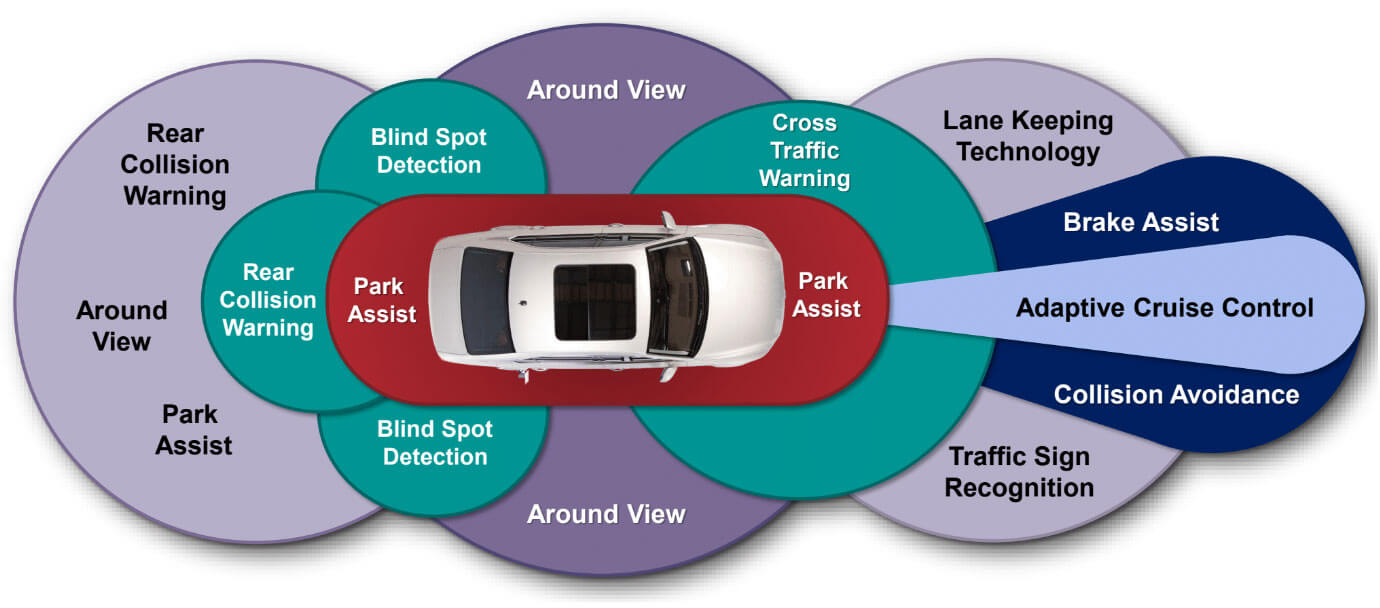 Rear
Collision
Warning
Around
View
Park
Assist
Rear
Collision
Warning
Blind Spot
Detection
Blind Spot
Detection
Park
Assist
Around View
Around View
Cross
Traffic
Warning
Park
Assist
Lane Keeping
Technology
Brake Assist
Adaptive Cruise Control
Collision Avoidance
Traffic Sign
Recognition